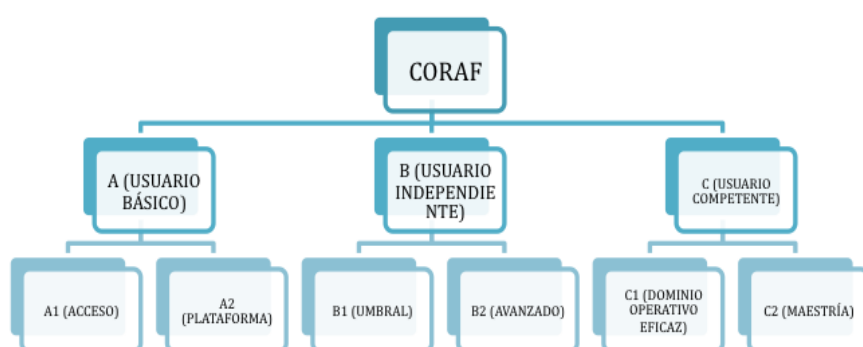 CORAF
A (USUARIO
BÁSICO)
B (USUARIO
INDEPENDIE
NTE)
C (USUARIO
COMPETENTE)
A1 (ACCESO)
A2
(PLATAFORMA)
B1 (UMBRAL)
B2 (AVANZADO)
C1 (DOMINIO
OPERATIVO
EFICAZ)
C2 (MAESTRÍA)